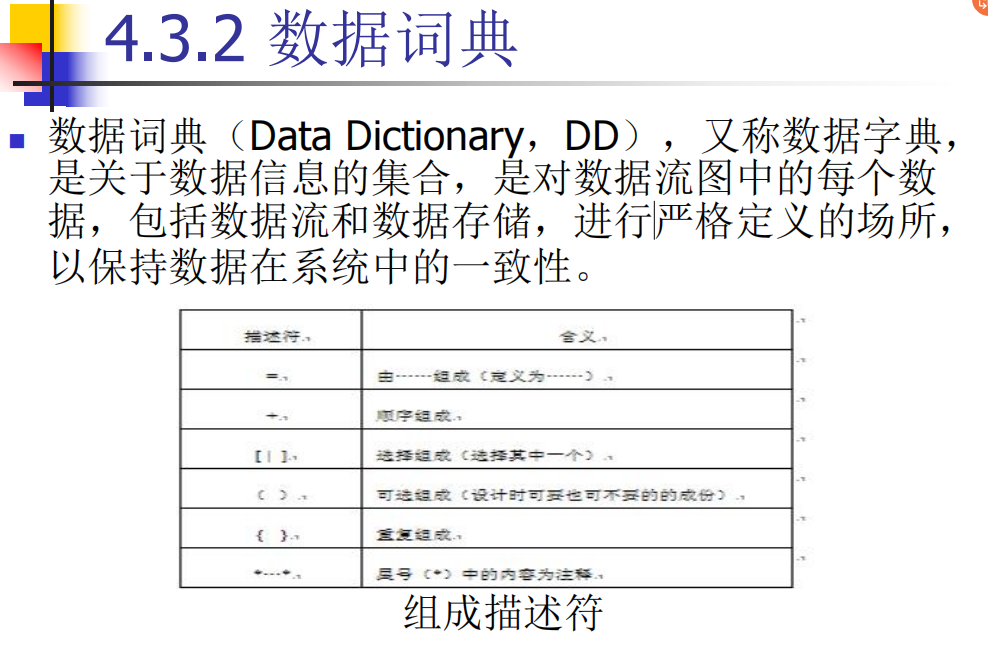 4.3.2 数据词典
数据词典（Data Dictionary，DD），又称数据字典，
是关于数据信息的集合，是对数据流图中的每个数
据，包括数据流和数据存储，进行严格定义的场所，
以保持数据在系统中的一致性。
描述符 含义
= 由······组成（定义为······）
+ 顺序组成
[ | ] 选择组成（选择其中一个）
（ ） 可选组成（设计时可要也可不要的的成份）
{ } 重复组成
*···* 星号（*）中的内容为注释
组成描述符